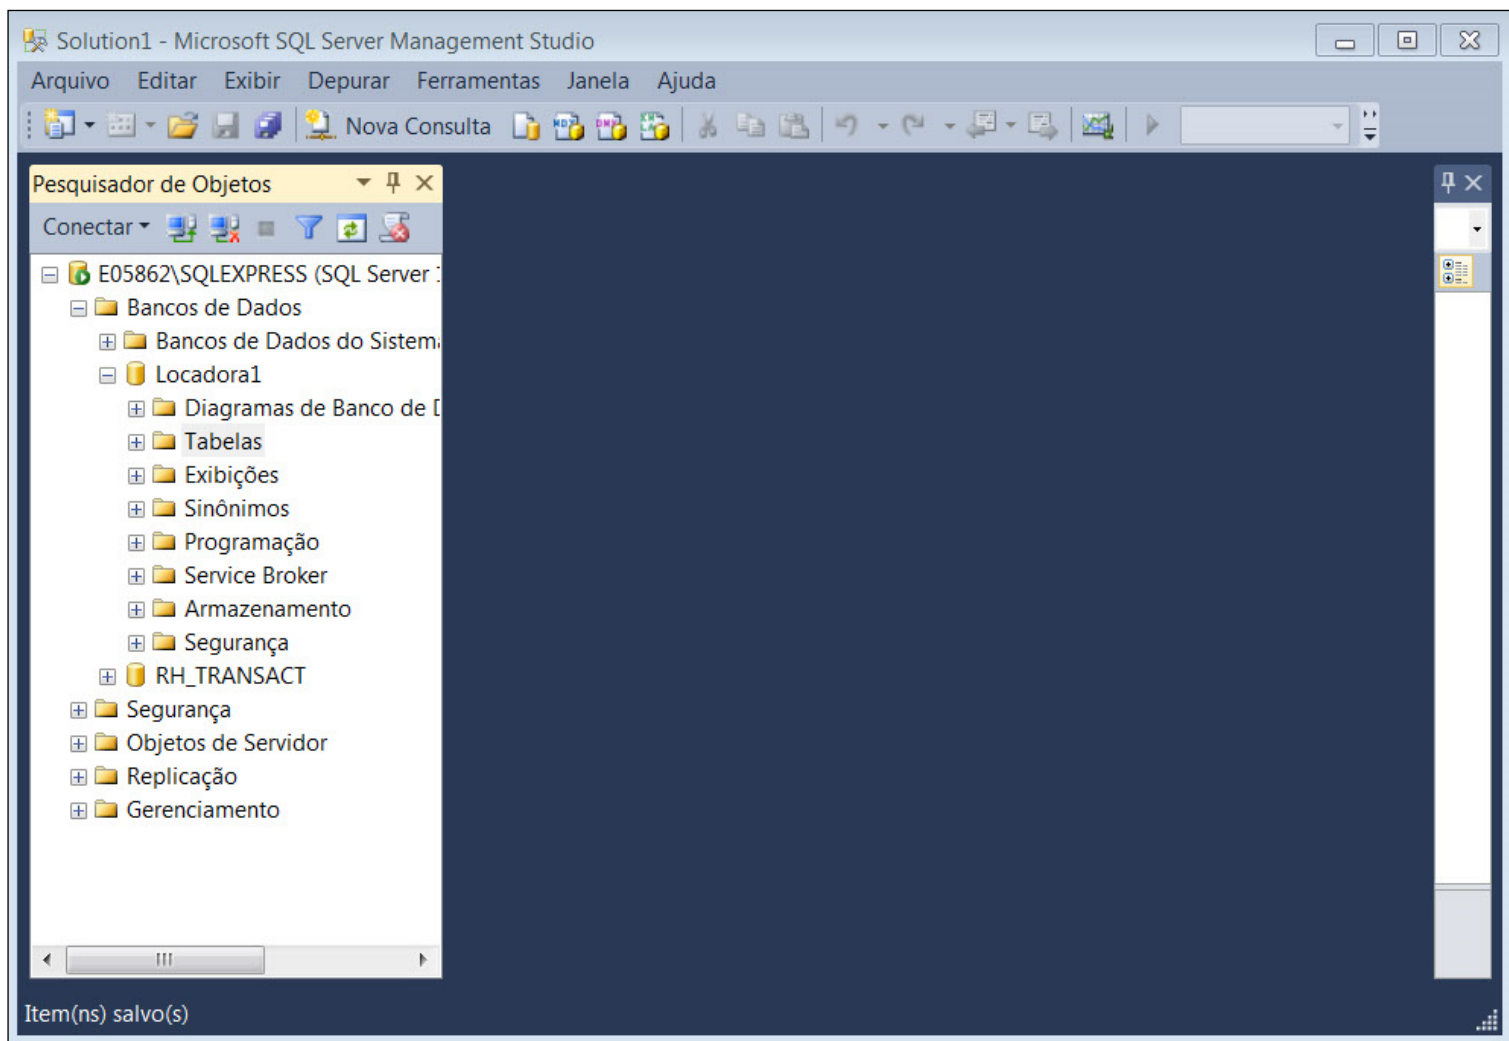 Solution1 - Microsoft SQL Server Management Studio
Arquivo Editar Exibir Depurar Ferramentas Janela Ajuda
Nova Consulta
Pesquisador de Objetos
Conectar
E05862\SQLEXPRESS (SQL Server
Bancos de Dados
Bancos de Dados do Sistema
Locadora1
Diagramas de Banco de
Tabelas
Exibições
Sinônimos
Programação
Service Broker
Armazenamento
Segurança
RH_TRANSACT
Segurança
Objetos de Servidor
Replicação
Gerenciamento
Item(ns) salvo(s)